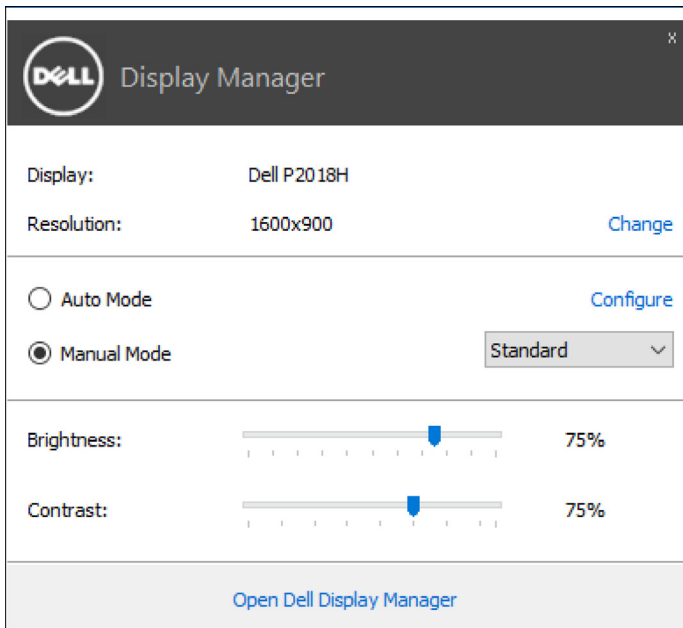 x
DELL Display Manager
Display: Dell P2018H
Resolution: 1600x900 Change
Auto Mode Configure
Manual Mode Standard
Brightness: 75%
Contrast: 75%
Open Dell Display Manager